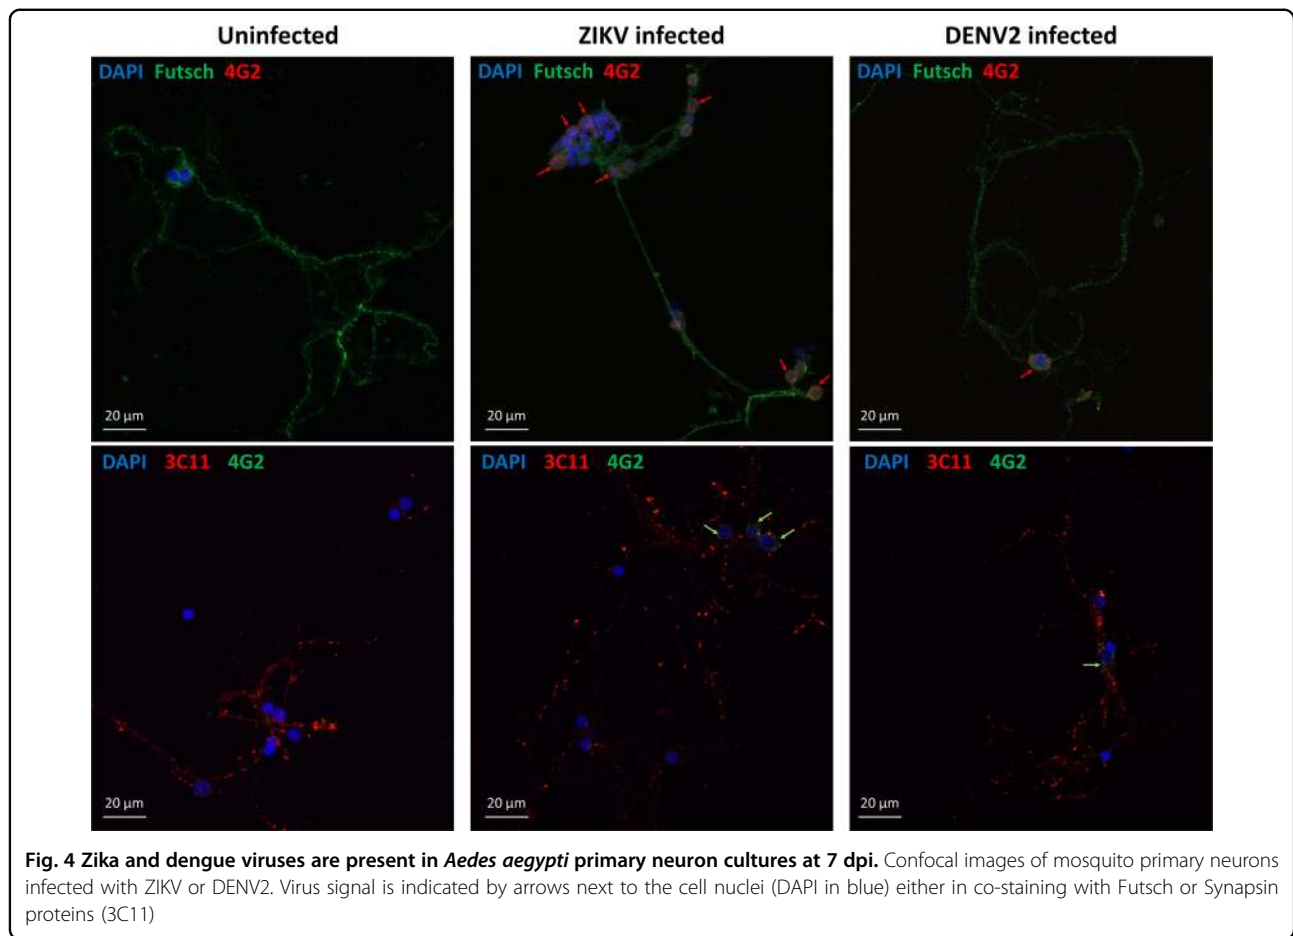 Uninfected
ZIKV infected
DENV2 infected
DAPI Futsch 4G2
DAPI Futsch 4G2
DAPI Futsch 4G2
20 µm
20 µm
20 µm
DAPI 3C11 4G2
DAPI 3C11 4G2
DAPI 3C11 4G2
20 µm
20 µm
20 µm
Fig. 4 Zika and dengue viruses are present in Aedes aegypti primary neuron cultures at 7 dpi. Confocal images of mosquito primary neurons
infected with ZIKV or DENV2. Virus signal is indicated by arrows next to the cell nuclei (DAPI in blue) either in co-staining with Futsch or Synapsin
proteins (3C11)